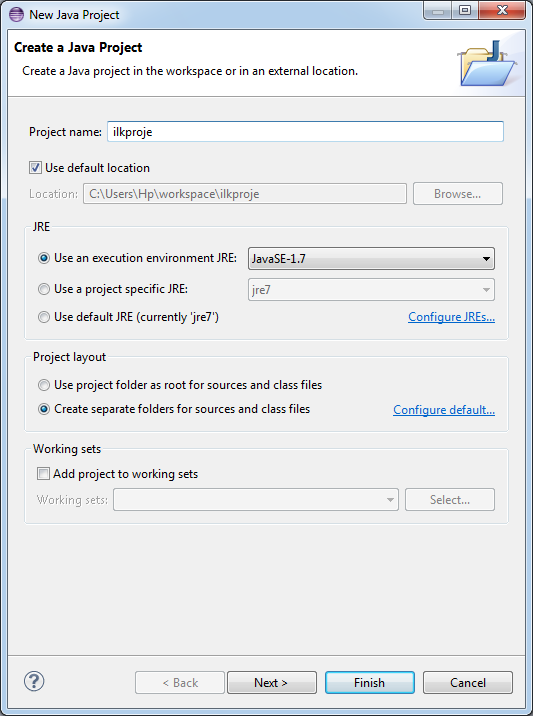 New Java Project
Create a Java Project
Create a Java project in the workspace or in an external location.
Project name: ilkproje
Use default location
Location: C:\Users\Hp\workspace\ilkproje Browse...
JRE
Use an execution environment JRE: JavaSE-1.7
Use a project specific JRE: jre7
Use default JRE (currently 'jre7') Configure JREs...
Project layout
Use project folder as root for sources and class files
Create separate folders for sources and class files Configure default...
Working sets
Add project to working sets
Working sets: Select...
? < Back Next > Finish Cancel